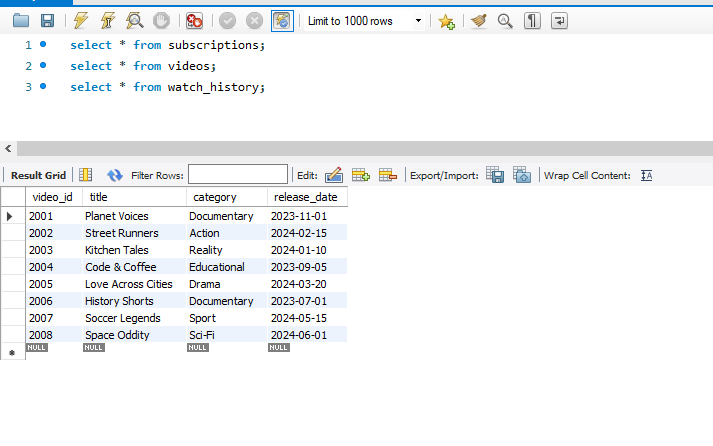 Limit to 1000 rows
1 select * from subscriptions;
2 select * from videos;
3 select * from watch_history;
Result Grid Filter Rows: Edit: Export/Import: Wrap Cell Content: IA
video_id title category release_date
2001 Planet Voices Documentary 2023-11-01
2002 Street Runners Action 2024-02-15
2003 Kitchen Tales Reality 2024-01-10
2004 Code & Coffee Educational 2023-09-05
2005 Love Across Cities Drama 2024-03-20
2006 History Shorts Documentary 2023-07-01
2007 Soccer Legends Sport 2024-05-15
2008 Space Oddity Sci-Fi 2024-06-01
NULL NULL NULL NULL